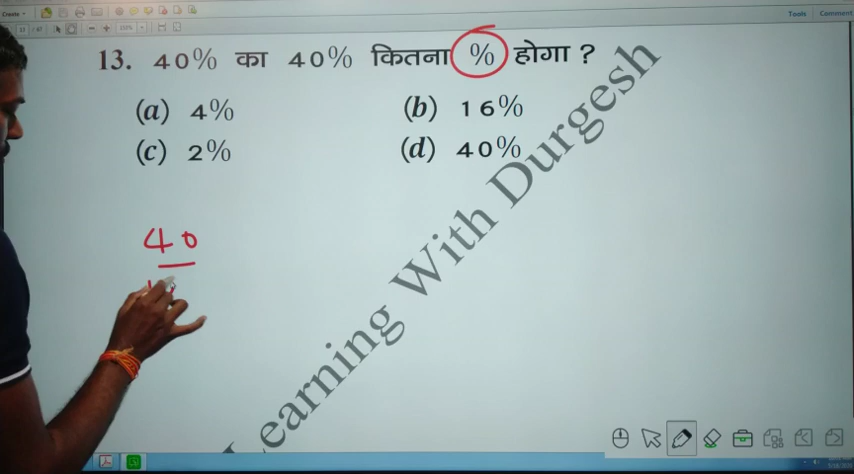 Create
Tools Comment
13. 40% का 40% कितना % होगा ?
(a) 4% (b) 16%
(c) 2% (d) 40%
40
Learning With Durgesh